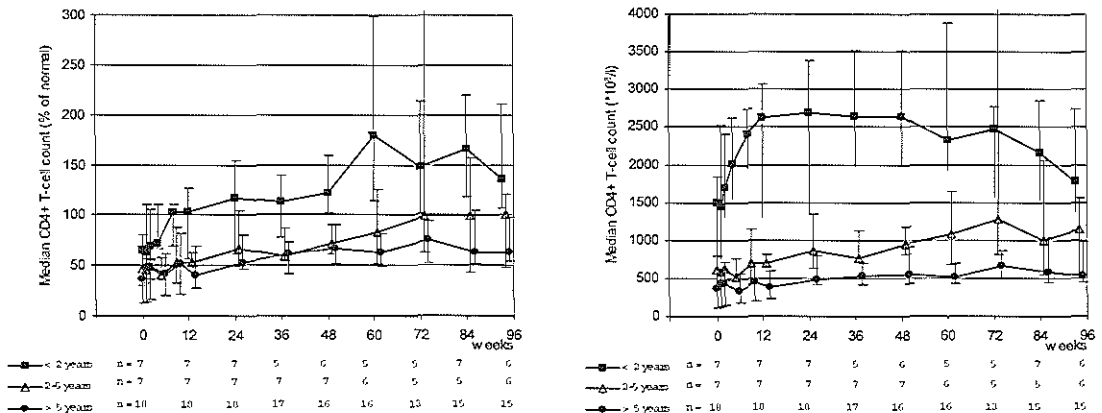 Median CD4+ T-cell count (% of normal)
300
250
200
150
100
50
0
0 12 24 36 48 60 72 84 96
weeks
< 2 years n = 7 7 7 5 6 5 5 7 6
2-5 years n = 7 7 7 7 7 6 5 5 6
> 5 years n = 18 18 18 17 16 16 13 15 15
Median CD4+ T-cell count (*10³/l)
4000
3500
3000
2500
2000
1500
1000
500
0
0 12 24 36 48 60 72 84 96
weeks
< 2 years n = 7 7 7 5 6 5 5 7 6
2-5 years n = 7 7 7 7 7 6 5 5 6
> 5 years n = 18 18 18 17 16 16 13 15 15